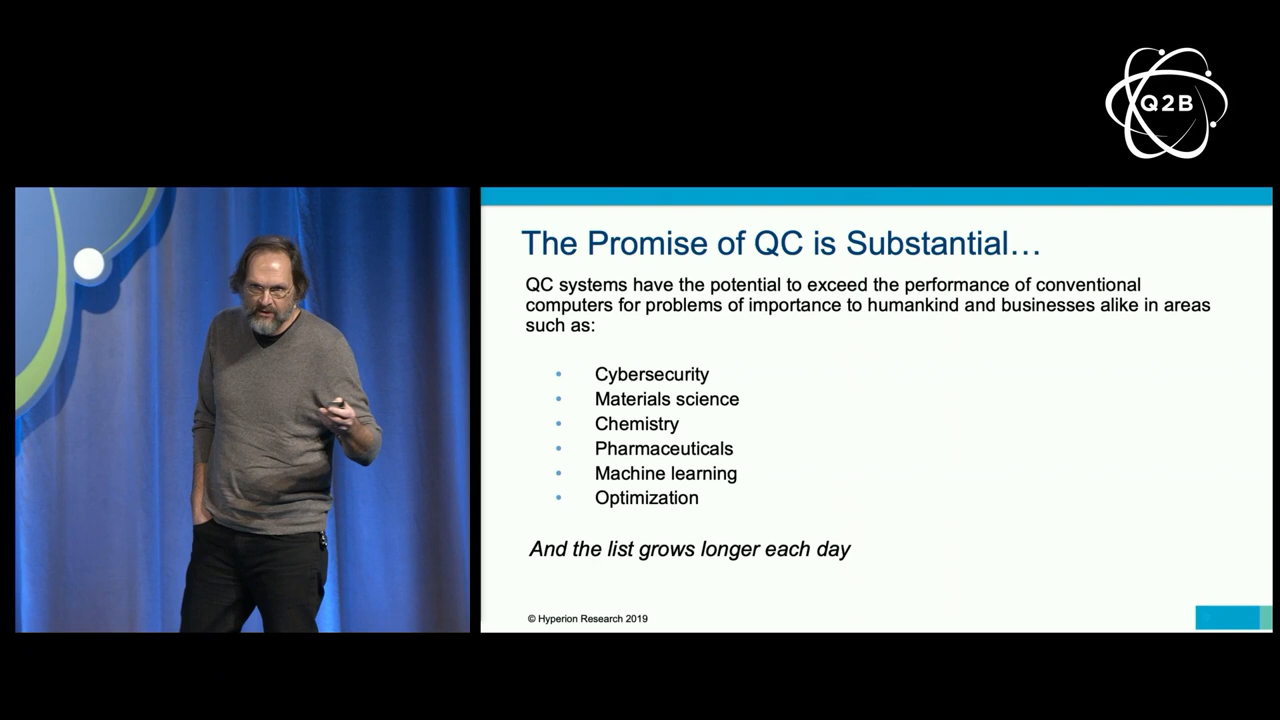 Q2B
The Promise of QC is Substantial…
QC systems have the potential to exceed the performance of conventional
computers for problems of importance to humankind and businesses alike in areas
such as:
• Cybersecurity
• Materials science
• Chemistry
• Pharmaceuticals
• Machine learning
• Optimization
And the list grows longer each day
© Hyperion Research 2019